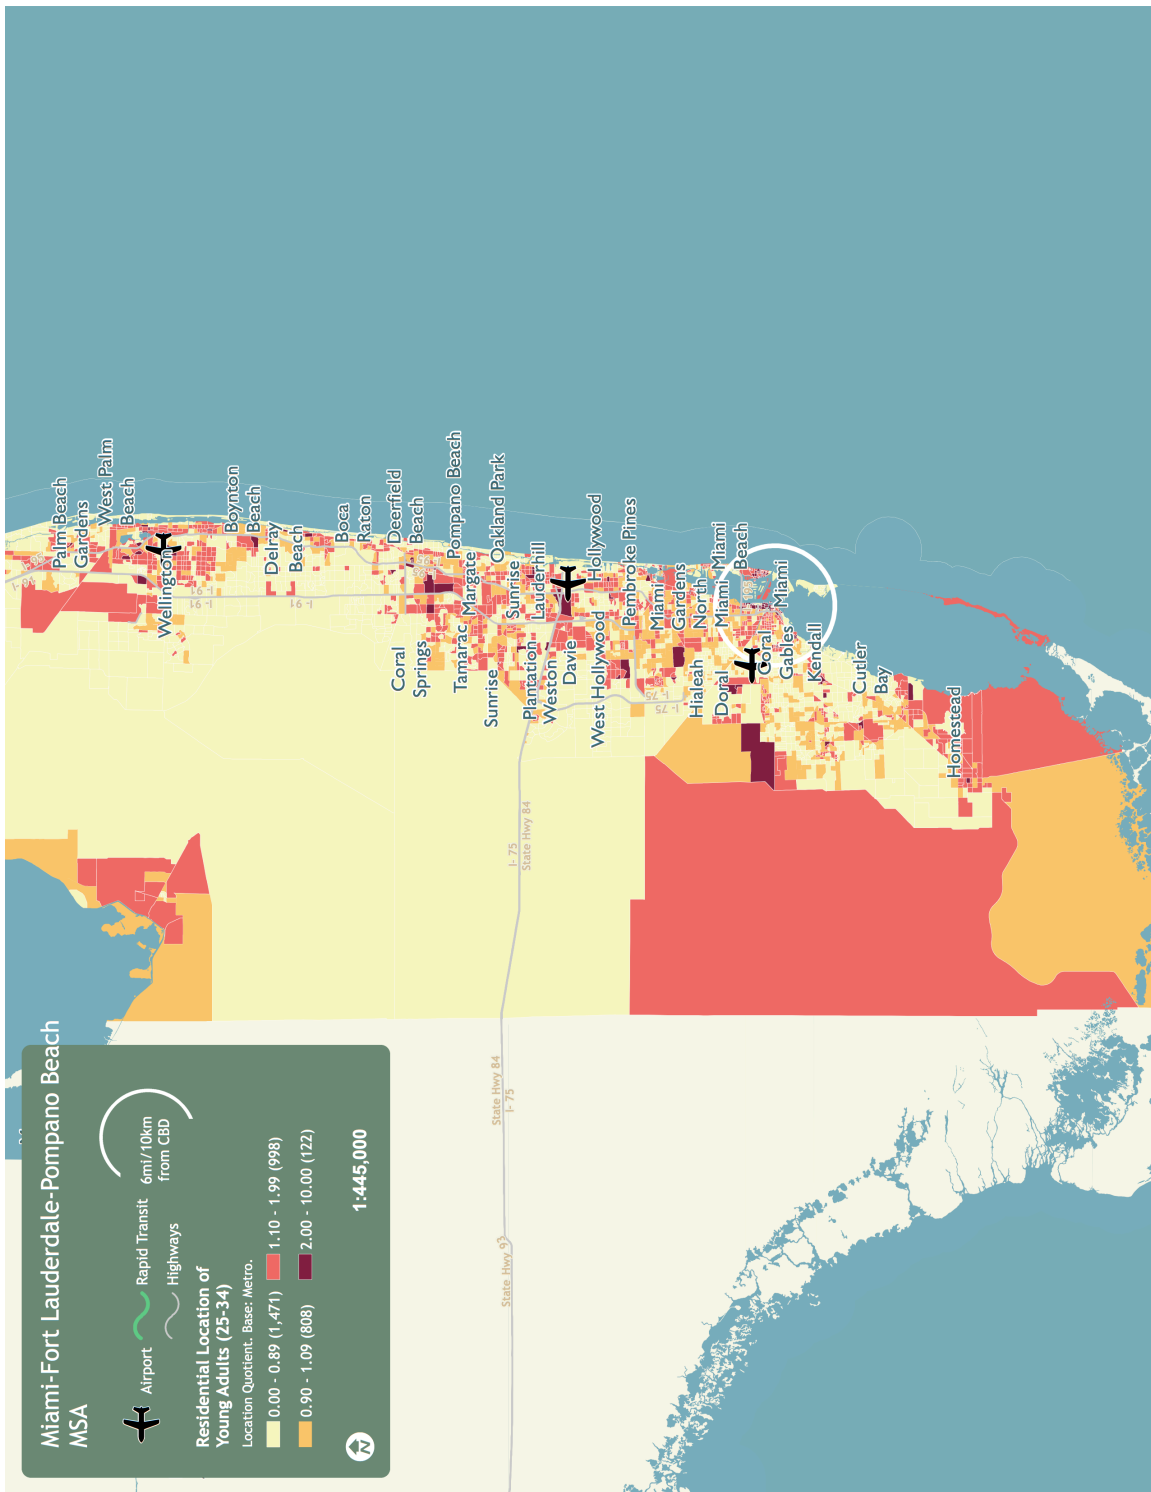 Miami-Fort Lauderdale-Pompano Beach
MSA
Airport
Rapid Transit
Highways
6mi/10km
from CBD
Residential Location of
Young Adults (25-34)
Location Quotient. Base: Metro.
0.00 - 0.89 (1,471)
1.10 - 1.99 (998)
0.90 - 1.09 (808)
2.00 - 10.00 (122)
N
1:445,000
Palm Beach
Gardens
West Palm
Beach
Wellington
Boynton
Beach
Delray
Beach
Boca
Raton
Deerfield
Beach
Coral
Springs
Pompano Beach
Margate
Tamarac
Oakland Park
Sunrise
Sunrise
Lauderhill
Plantation
Weston
Davie
Hollywood
West Hollywood
Pembroke Pines
Miami
Gardens
North
Miami
Miami
Beach
Hialeah
Doral
Miami
Coral
Gables
Kendall
Cutler
Bay
Homestead
I-91
I-91
I-91
I-75
I-75
I- 75
State Hwy 84
State Hwy 84
I- 75
State Hwy 93